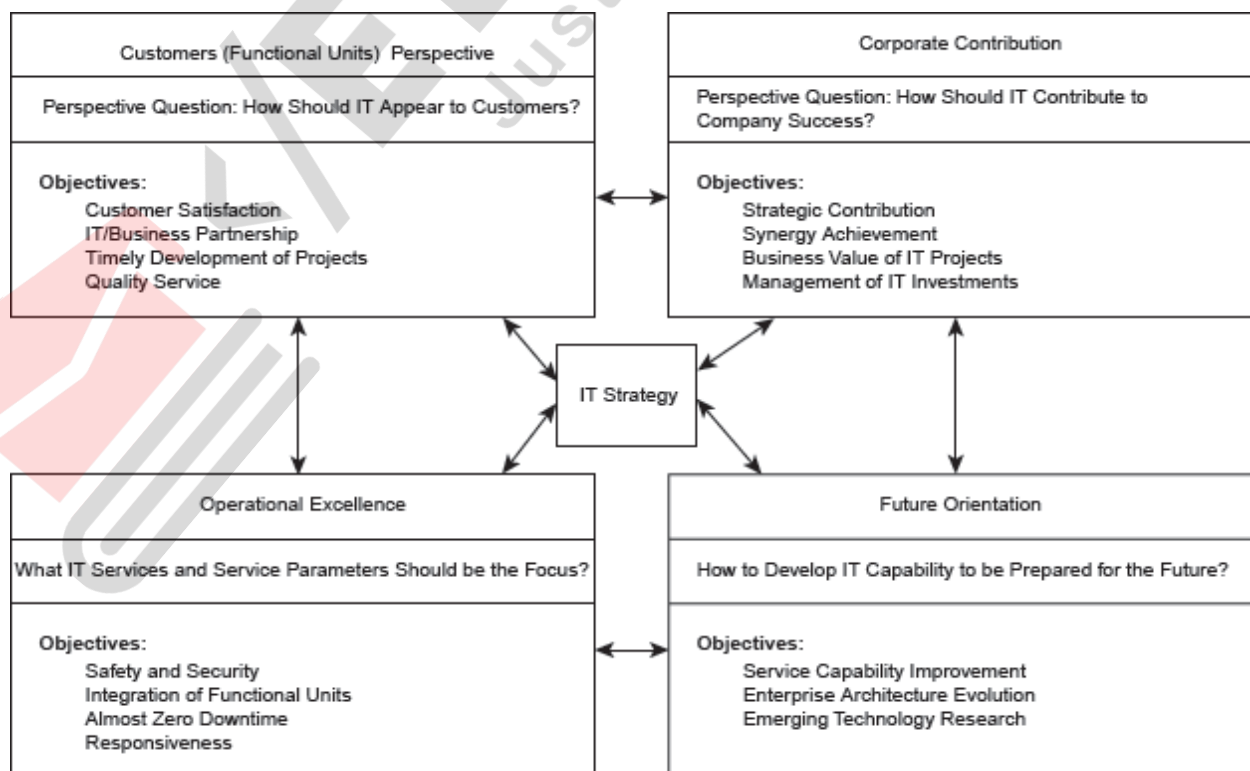 Just
Customers (Functional Units) Perspective
Perspective Question: How Should IT Appear to Customers?
Objectives:
Customer Satisfaction
IT/Business Partnership
Timely Development of Projects
Quality Service
Corporate Contribution
Perspective Question: How Should IT Contribute to
Company Success?
Objectives:
Strategic Contribution
Synergy Achievement
Business Value of IT Projects
Management of IT Investments
IT Strategy
Operational Excellence
What IT Services and Service Parameters Should be the Focus?
Objectives:
Safety and Security
Integration of Functional Units
Almost Zero Downtime
Responsiveness
Future Orientation
How to Develop IT Capability to be Prepared for the Future?
Objectives:
Service Capability Improvement
Enterprise Architecture Evolution
Emerging Technology Research